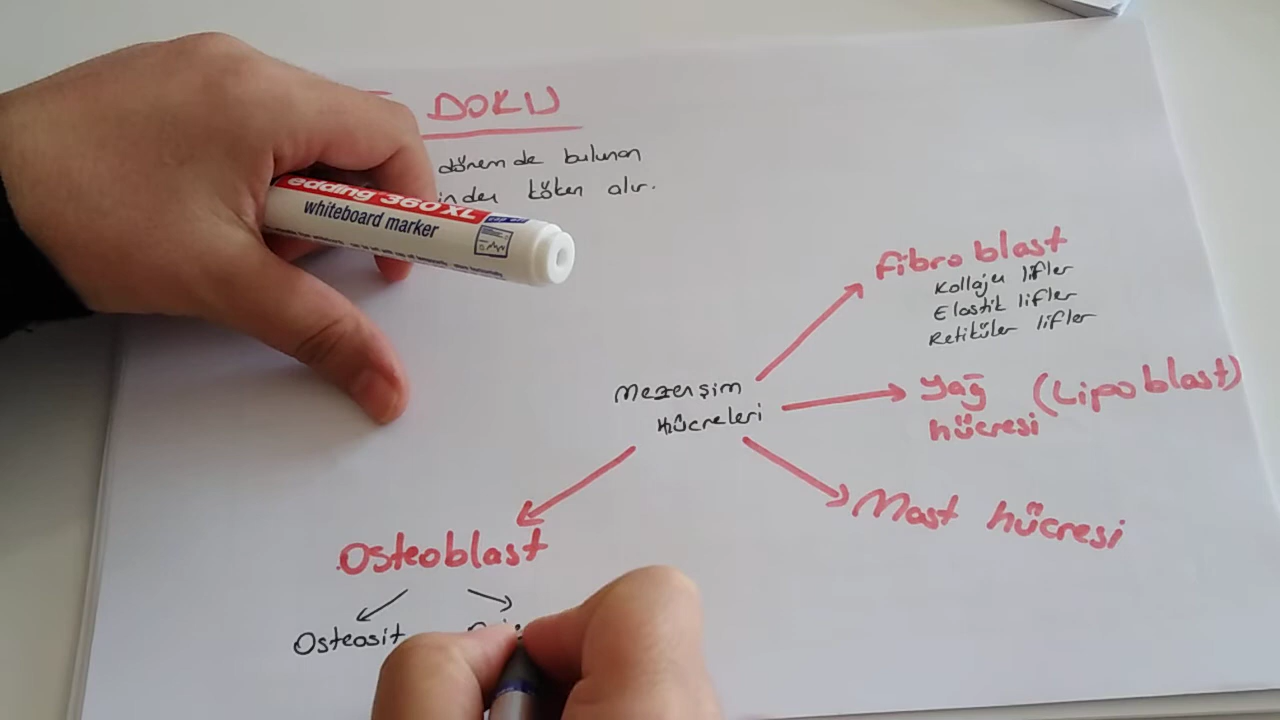 DOKU
dönemde bulunan
köken alır.
edding 360 XL
whiteboard marker
Fibroblast
Kollajen lifler
Elastik lifler
Retiküler lifler
Mezenşim
hücreleri
Yağ (Lipoblast)
hücresi
Mast hücresi
Osteoblast
Osteosit